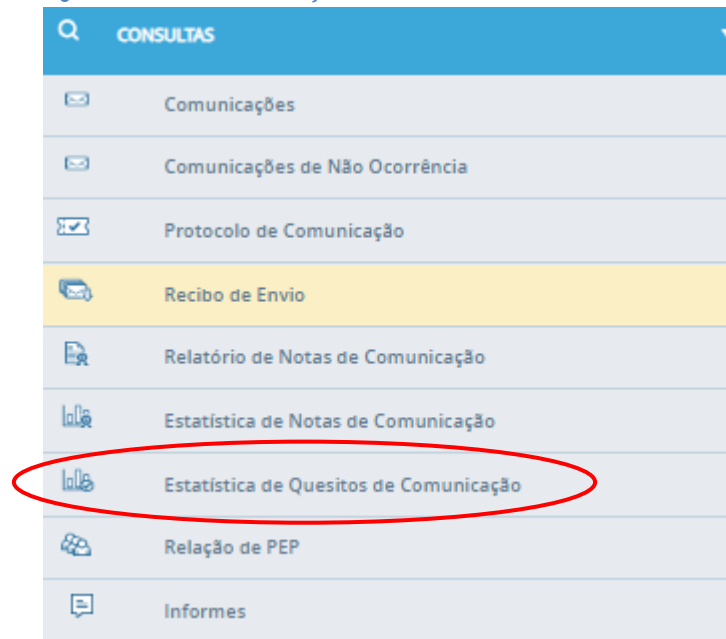 CONSULTAS
Comunicações
Comunicações de Não Ocorrência
Protocolo de Comunicação
Recibo de Envio
Relatório de Notas de Comunicação
Estatística de Notas de Comunicação
Estatística de Quesitos de Comunicação
Relação de PEP
Informes